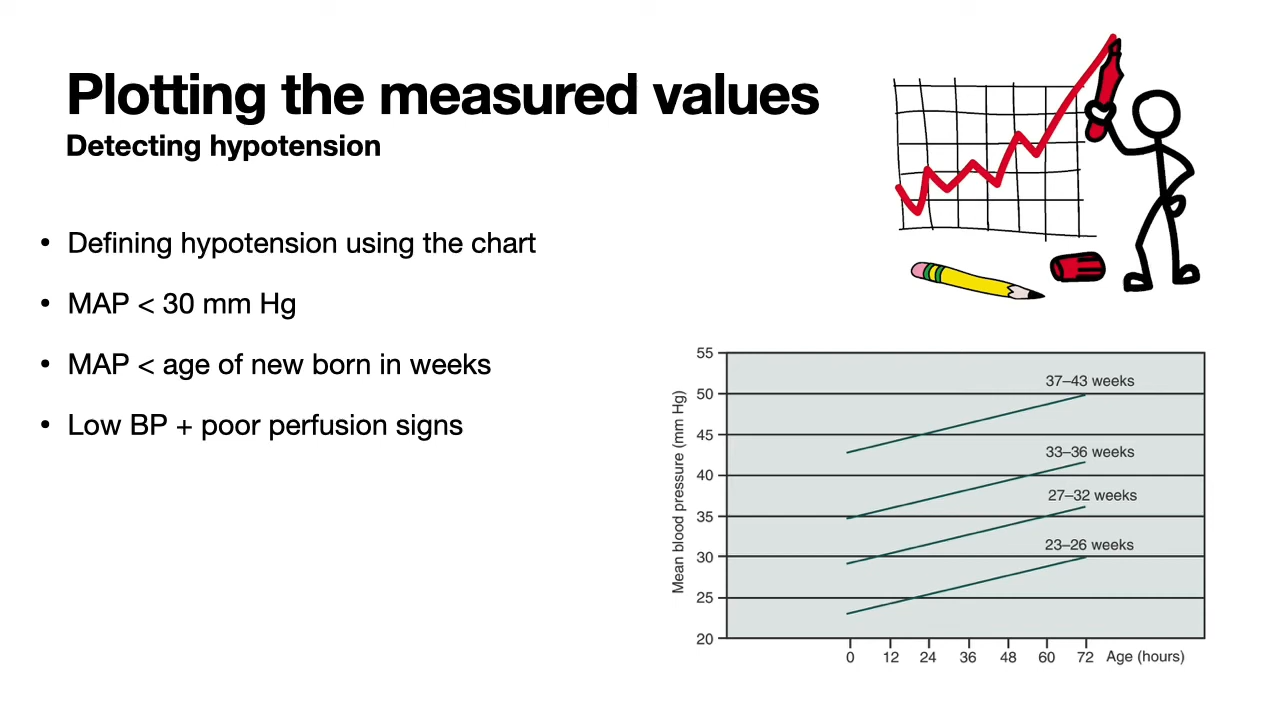 Plotting the measured values
Detecting hypotension
• Defining hypotension using the chart
• MAP < 30 mm Hg
• MAP < age of new born in weeks
• Low BP + poor perfusion signs
Mean blood pressure (mm Hg)
55
50
45
40
35
30
25
20
37–43 weeks
33–36 weeks
27–32 weeks
23–26 weeks
0 12 24 36 48 60 72 Age (hours)